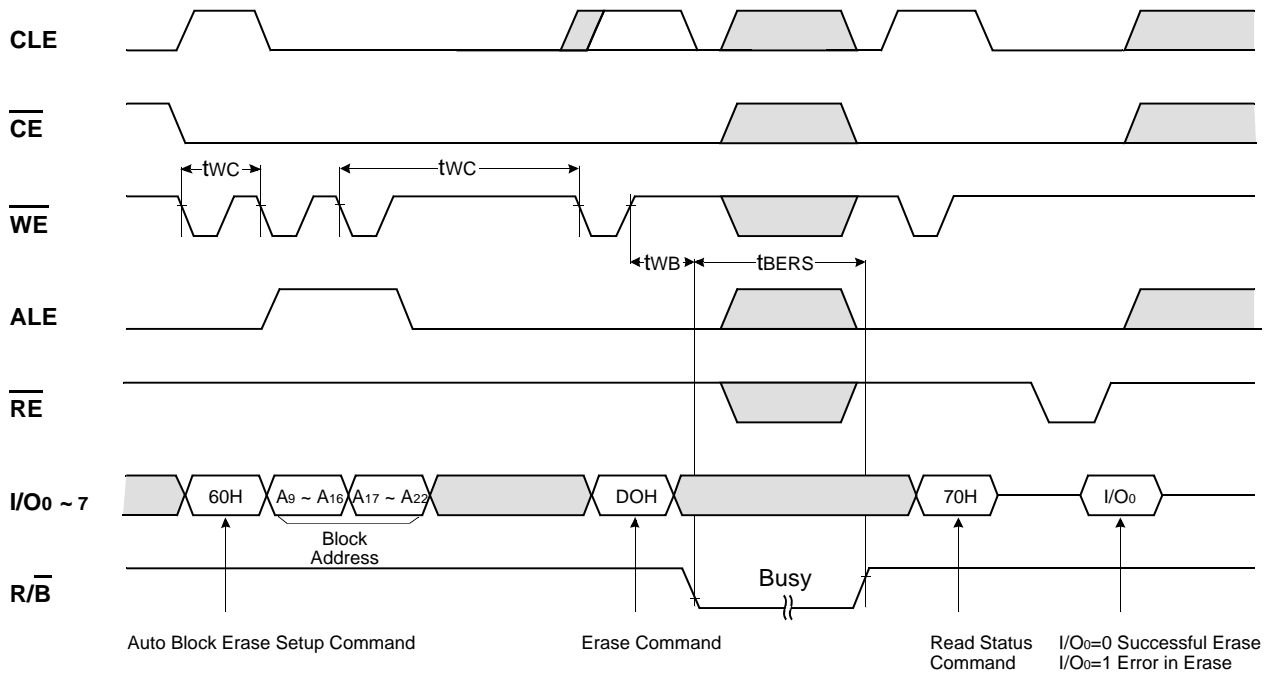 CLE
CE
tWC
tWC
WE
tWB
tBERS
ALE
RE
I/O0 ~ 7
60H
A9 ~ A16
A17 ~ A22
DOH
70H
I/O0
Block
Address
R/B
Busy
Auto Block Erase Setup Command
Erase Command
Read Status
Command
I/O0=0 Successful Erase
I/O0=1 Error in Erase